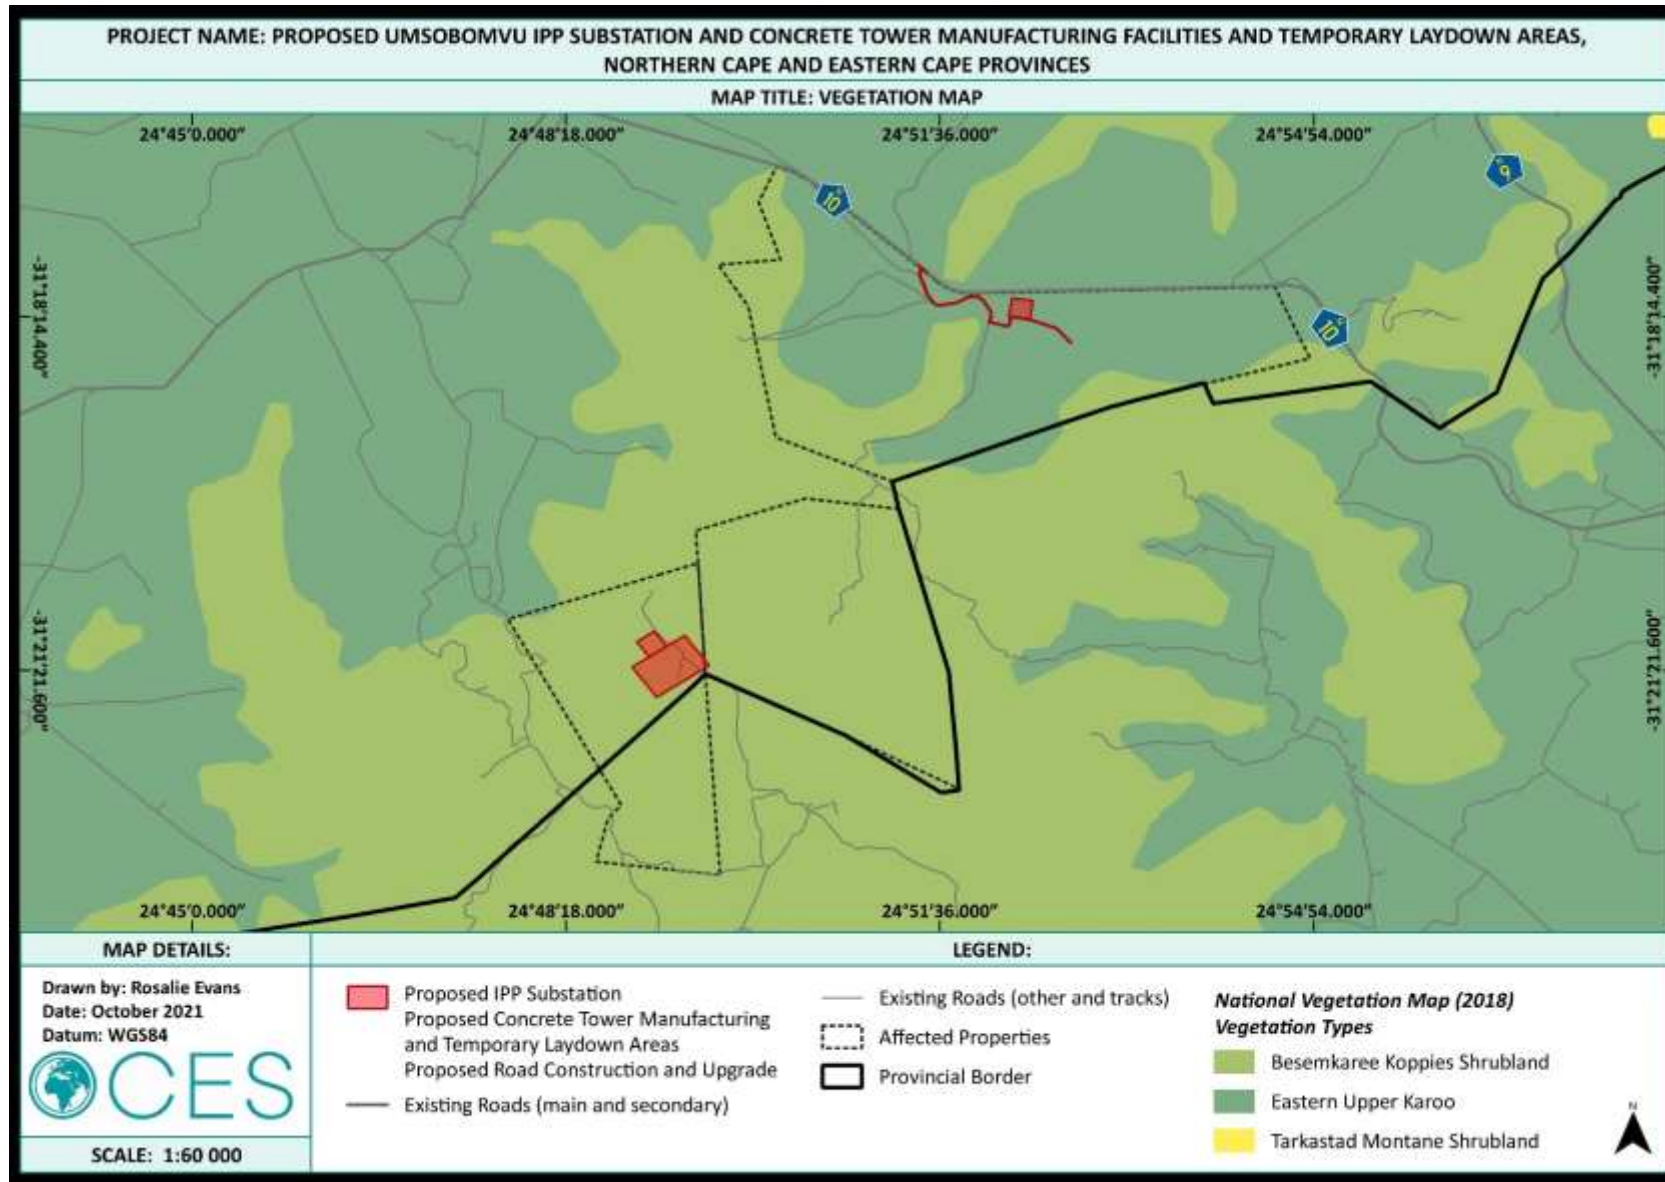 PROJECT NAME: PROPOSED UMSOBOMVU IPP SUBSTATION AND CONCRETE TOWER MANUFACTURING FACILITIES AND TEMPORARY LAYDOWN AREAS,
NORTHERN CAPE AND EASTERN CAPE PROVINCES
MAP TITLE: VEGETATION MAP
24°45'0.000"
24°48'18.000"
24°51'36.000"
24°54'54.000"
10
9
-31°18'14.400"
-31°18'14.400"
10
-31°21'21.600"
-31°21'21.600"
24°45'0.000"
24°48'18.000"
24°51'36.000"
24°54'54.000"
MAP DETAILS:
Drawn by: Rosalie Evans
Date: October 2021
Datum: WGS84
CES
SCALE: 1:60 000
LEGEND:
Proposed IPP Substation
Proposed Concrete Tower Manufacturing
and Temporary Laydown Areas
Proposed Road Construction and Upgrade
Existing Roads (main and secondary)
Existing Roads (other and tracks)
Affected Properties
Provincial Border
National Vegetation Map (2018)
Vegetation Types
Besemkaree Koppies Shrubland
Eastern Upper Karoo
Tarkastad Montane Shrubland
N